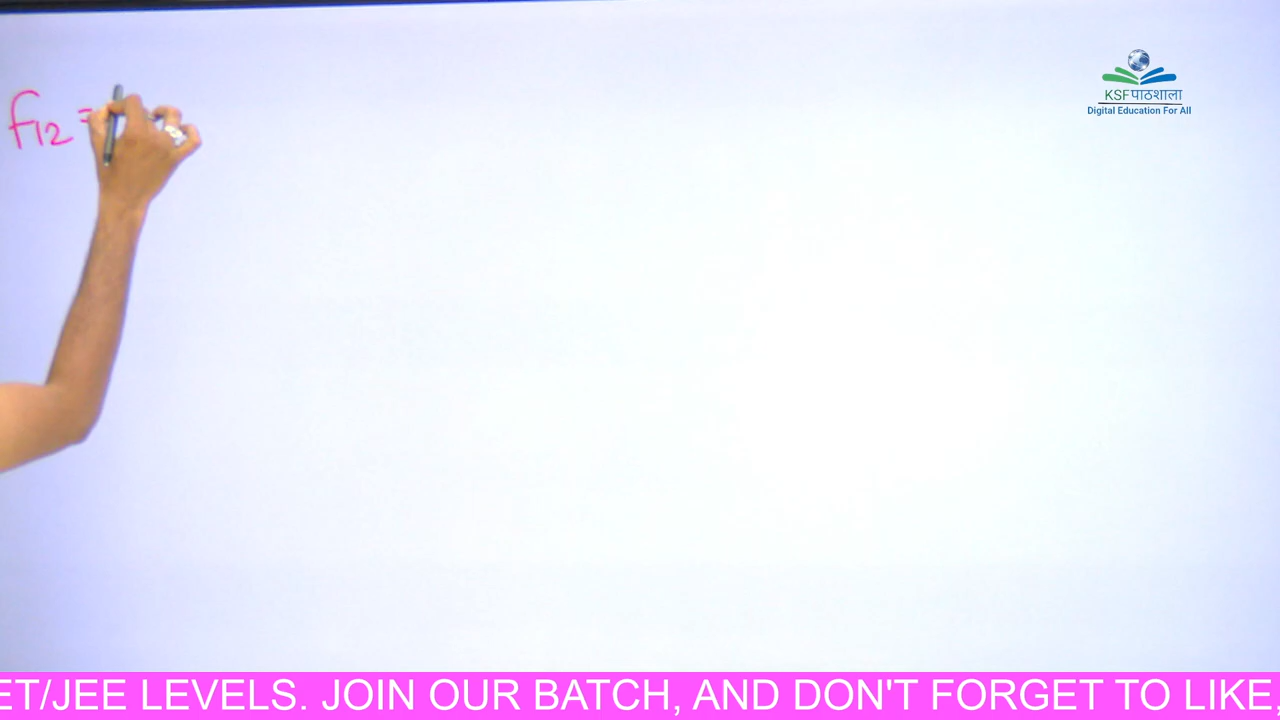 F12 =
KSFपाठशाला
Digital Education For All
ET/JEE LEVELS. JOIN OUR BATCH, AND DON'T FORGET TO LIKE,